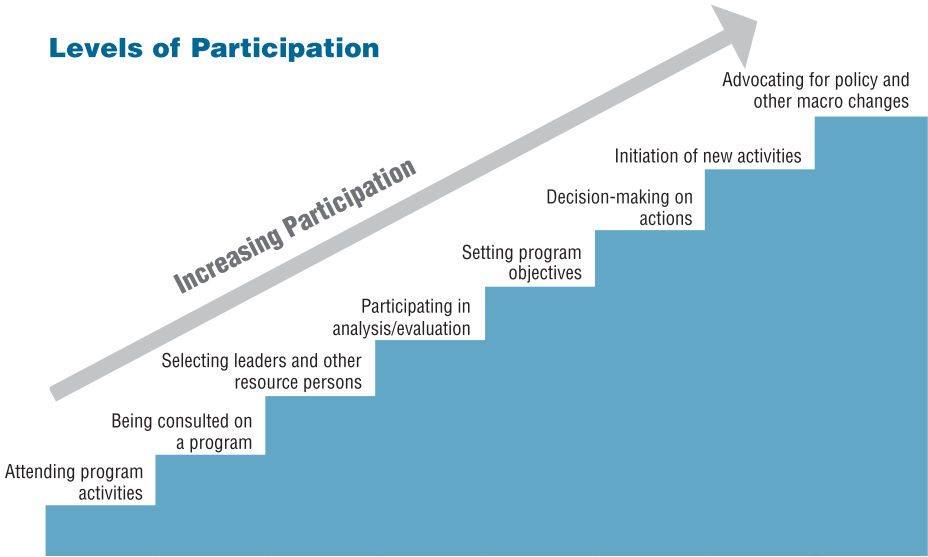 Levels of Participation
Increasing Participation
Advocating for policy and
other macro changes
Initiation of new activities
Decision-making on
actions
Setting program
objectives
Participating in
analysis/evaluation
Selecting leaders and other
resource persons
Being consulted on
a program
Attending program
activities